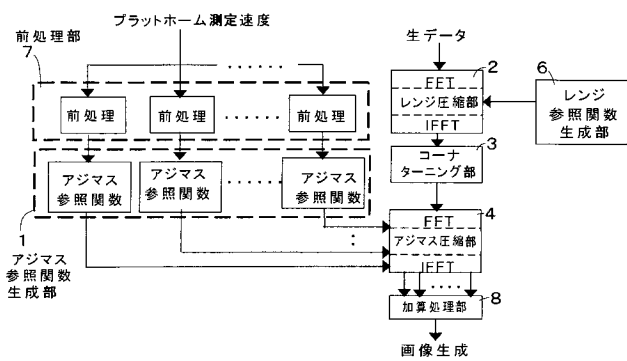 プラットホーム測定速度
前処理部
7
前処理
前処理
前処理
アジマス
参照関数
アジマス
参照関数
アジマス
参照関数
1
アジマス
参照関数
生成部
生データ
2
FFT
レンジ圧縮部
IFFT
6
レンジ
参照関数
生成部
3
コーナ
ターニング部
4
FFT
アジマス圧縮部
IFFT
8
加算処理部
画像生成